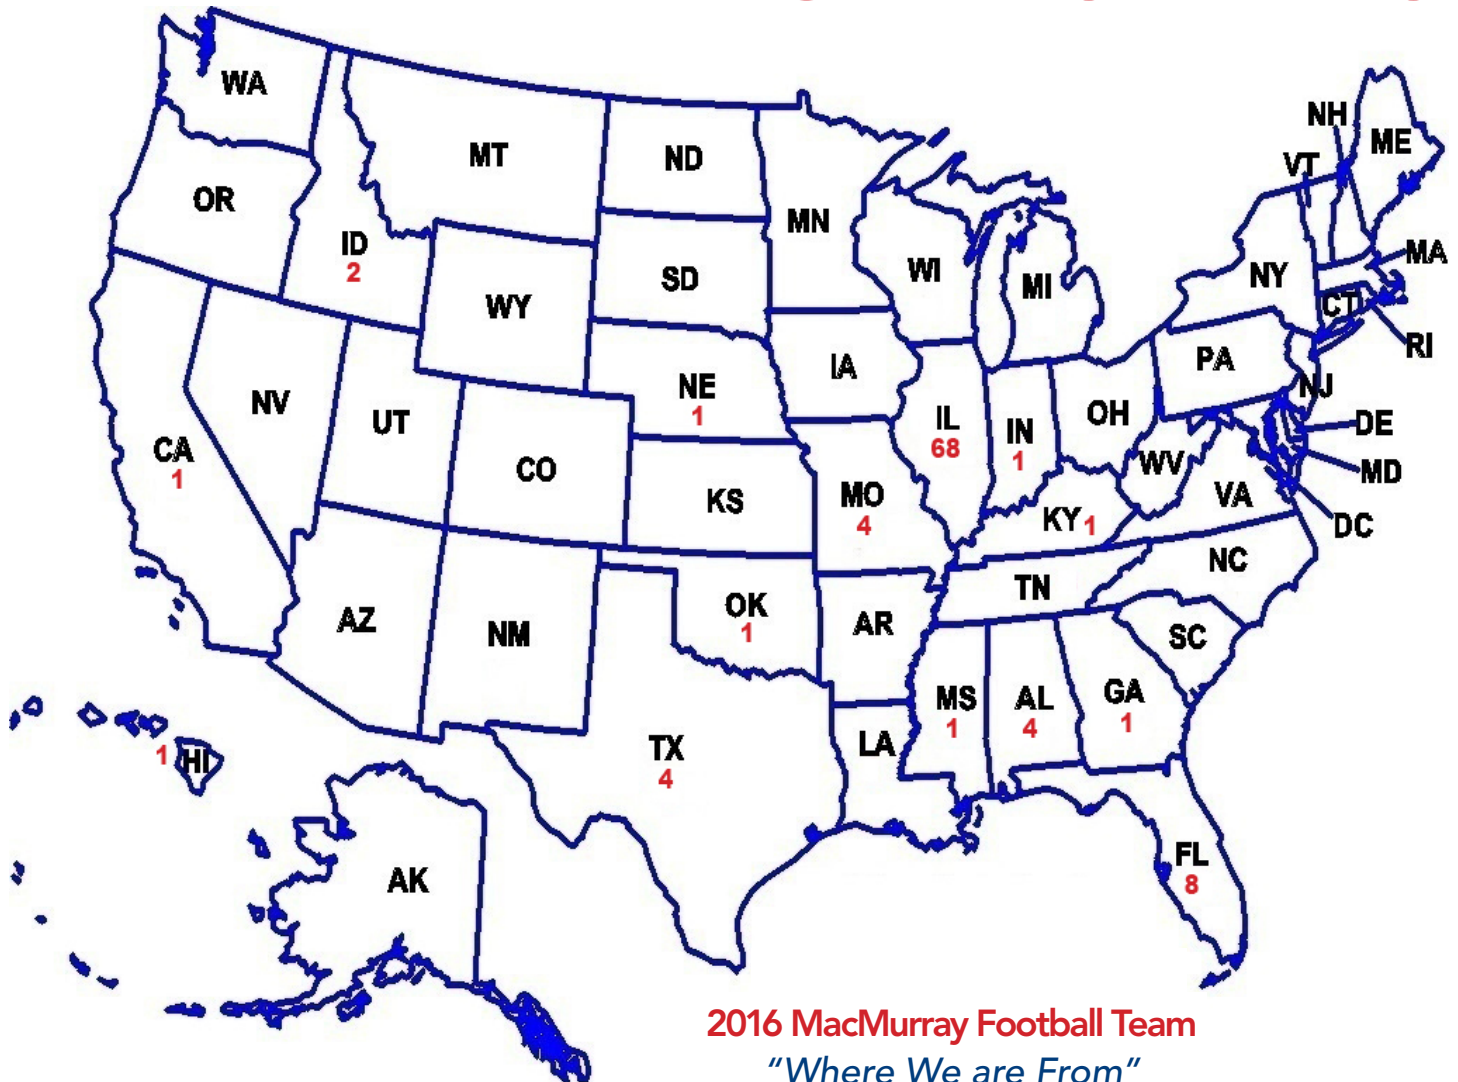 WA
MT
ND
OR
ID
2
MN
WI
MI
NH
VT
ME
NY
MA
CT
RI
WY
SD
IA
PA
NJ
NE
1
NV
UT
CA
1
CO
KS
IL
68
IN
1
OH
WV
DE
MD
VA
DC
MO
4
KY 1
NC
TN
AZ
NM
OK
1
AR
SC
MS
1
AL
4
GA
1
LA
TX
4
1 HI
AK
FL
8
2016 MacMurray Football Team
“Where We are From”